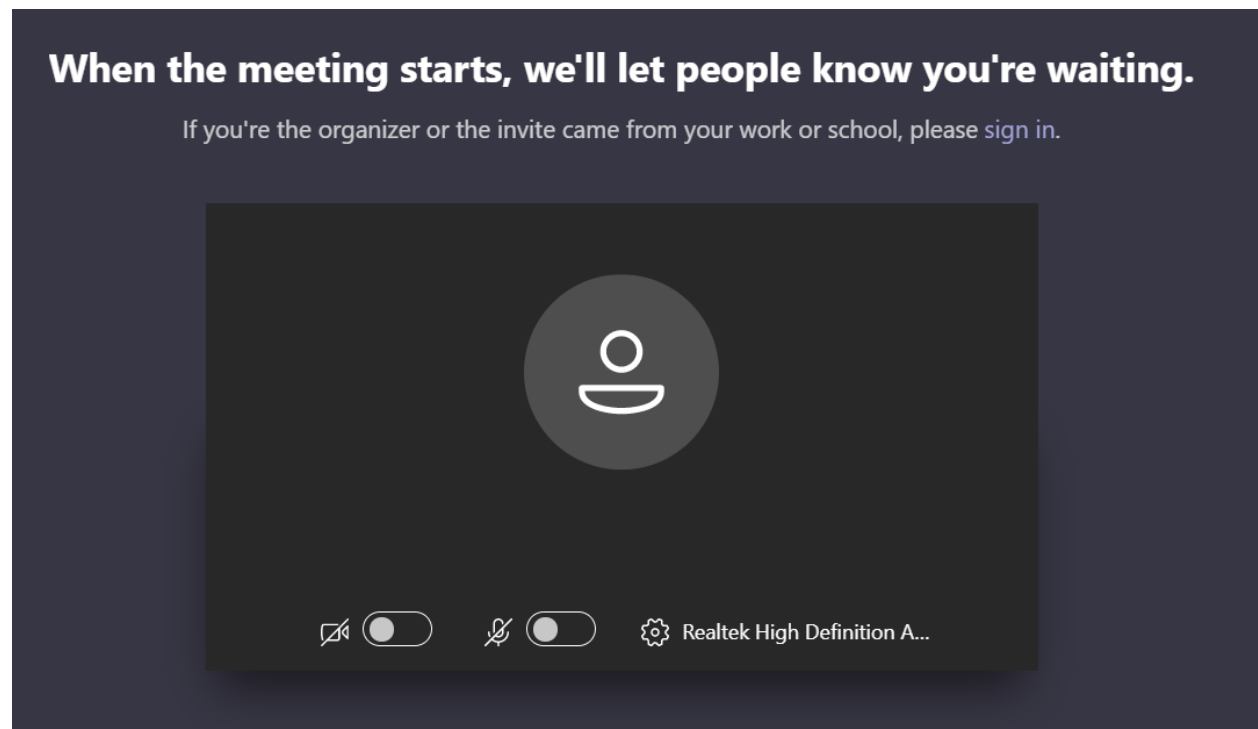 When the meeting starts, we'll let people know you're waiting.
If you're the organizer or the invite came from your work or school, please sign in.
Realtek High Definition A...